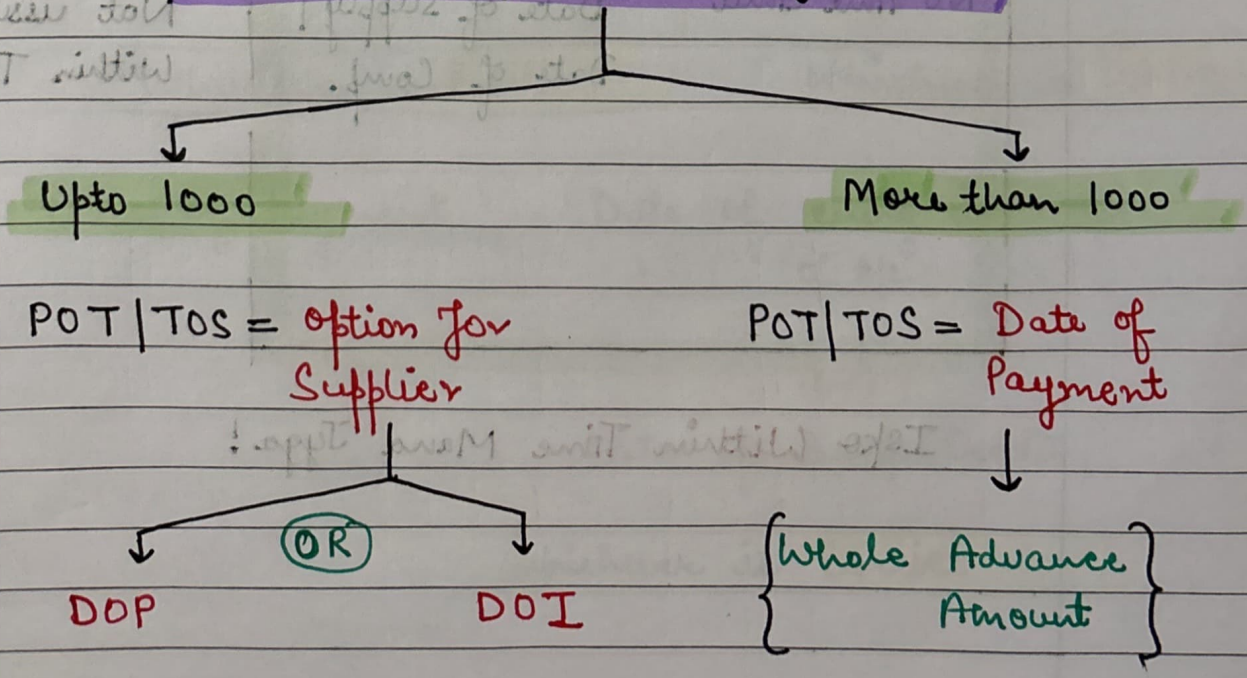 Upto 1000
More than 1000
POT/TOS = Option for
Supplier
POT/TOS = Date of
Payment
OR
DOP
DOI
Whole Advance
Amount